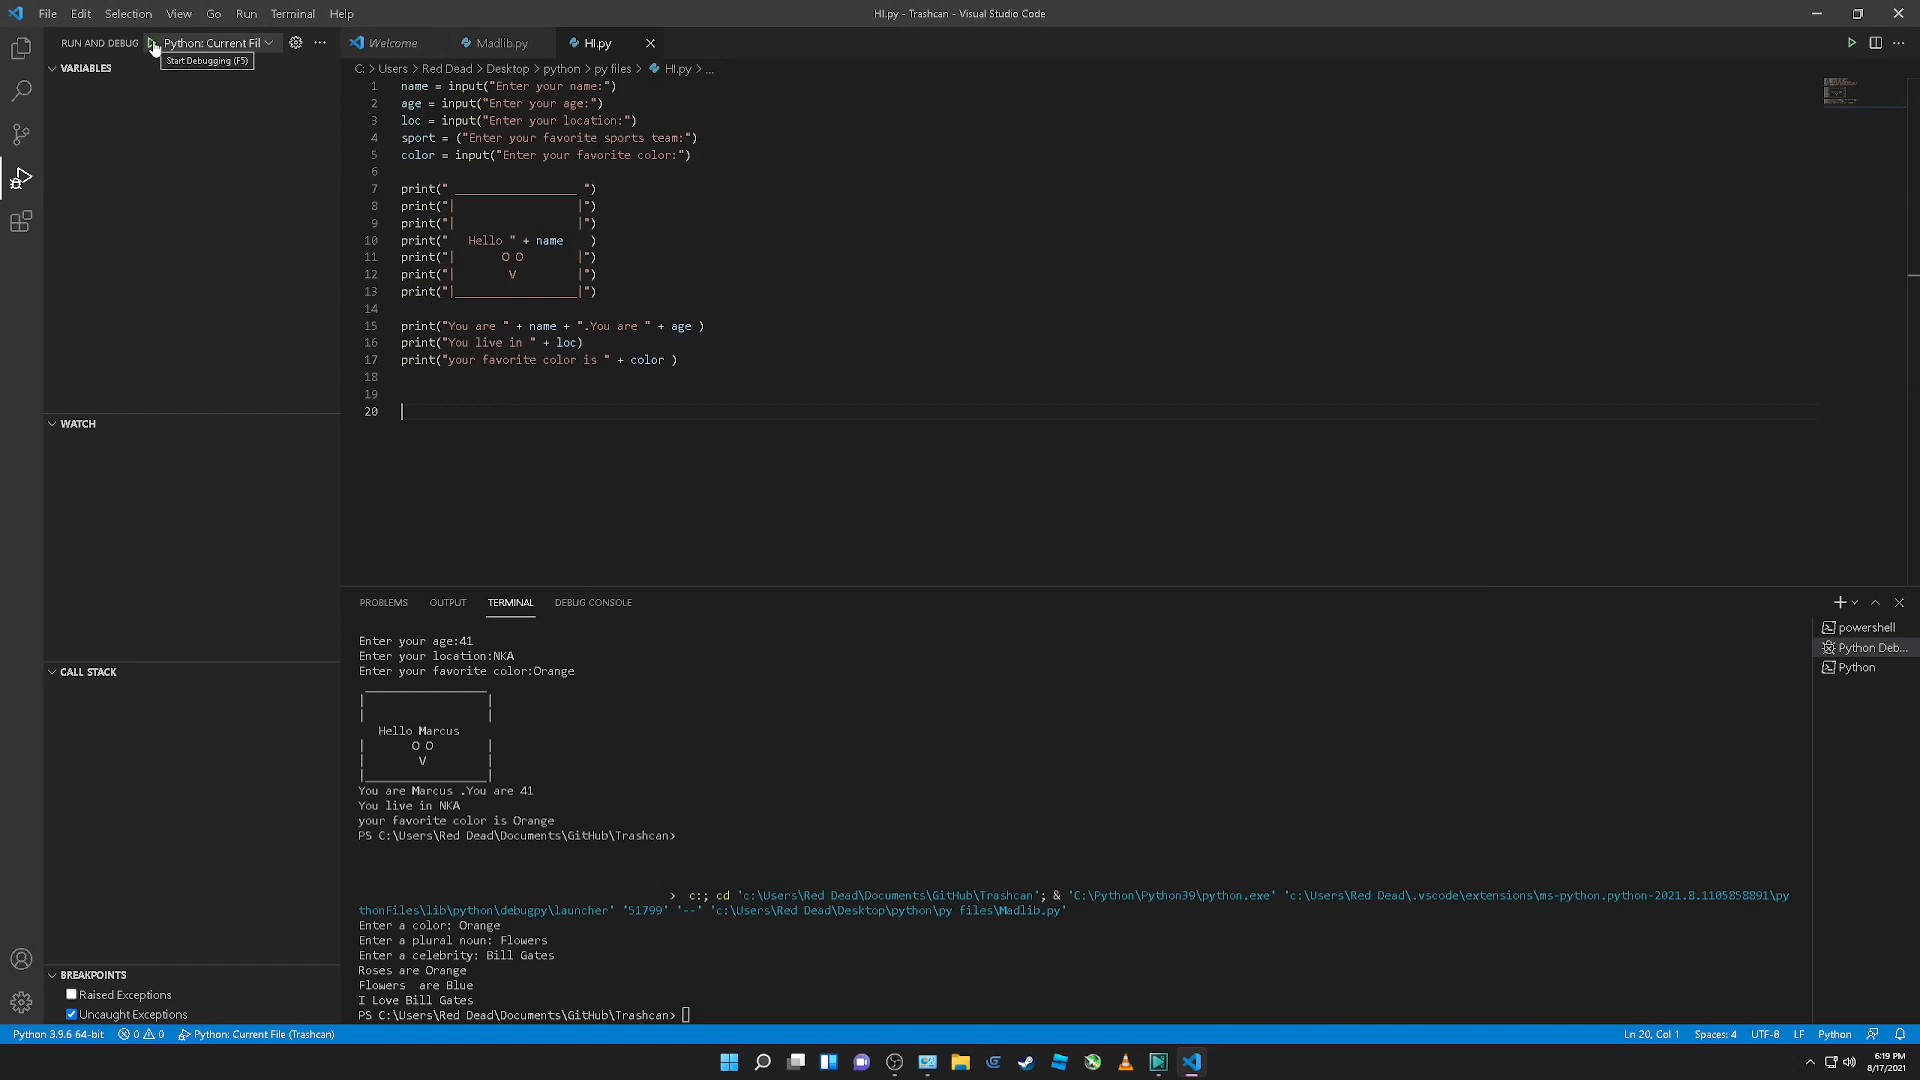 File Edit Selection View Go Run Terminal Help
HI.py - Trashcan - Visual Studio Code
RUN AND DEBUG Python: Current Fil
Start Debugging (F5)
Welcome Madlib.py HI.py
C: > Users > Red Dead > Desktop > python > py files > HI.py > ...
VARIABLES
1 name = input("Enter your name:")
2 age = input("Enter your age:")
3 loc = input("Enter your location:")
4 sport = ("Enter your favorite sports team:")
5 color = input("Enter your favorite color:")
6
7 print(" __________________ ")
8 print("|                  |")
9 print("|                  |")
10 print("   Hello " + name    )
11 print("|       O O        |")
12 print("|        V         |")
13 print("|__________________|")
14
15 print("You are " + name + ".You are " + age )
16 print("You live in " + loc)
17 print("your favorite color is " + color )
18
19
20
WATCH
CALL STACK
BREAKPOINTS
Raised Exceptions
Uncaught Exceptions
PROBLEMS OUTPUT TERMINAL DEBUG CONSOLE
powershell
Python Deb...
Python
Enter your age:41
Enter your location:NKA
Enter your favorite color:Orange
 __________________
|                  |
|                  |
   Hello Marcus
|       O O        |
|        V         |
|__________________|
You are Marcus .You are 41
You live in NKA
your favorite color is Orange
PS C:\Users\Red Dead\Documents\GitHub\Trashcan>
> c:; cd 'c:\Users\Red Dead\Documents\GitHub\Trashcan'; & 'C:\Python\Python39\python.exe' 'c:\Users\Red Dead\.vscode\extensions\ms-python.python-2021.8.1105858891\py
thonFiles\lib\python\debugpy\launcher' '51799' '--' 'c:\Users\Red Dead\Desktop\python\py files\Madlib.py'
Enter a color: Orange
Enter a plural noun: Flowers
Enter a celebrity: Bill Gates
Roses are Orange
Flowers  are Blue
I Love Bill Gates
PS C:\Users\Red Dead\Documents\GitHub\Trashcan>
Python 3.9.6 64-bit 0 0 Python: Current File (Trashcan)
Ln 20, Col 1 Spaces: 4 UTF-8 LF Python
6:19 PM
8/17/2021